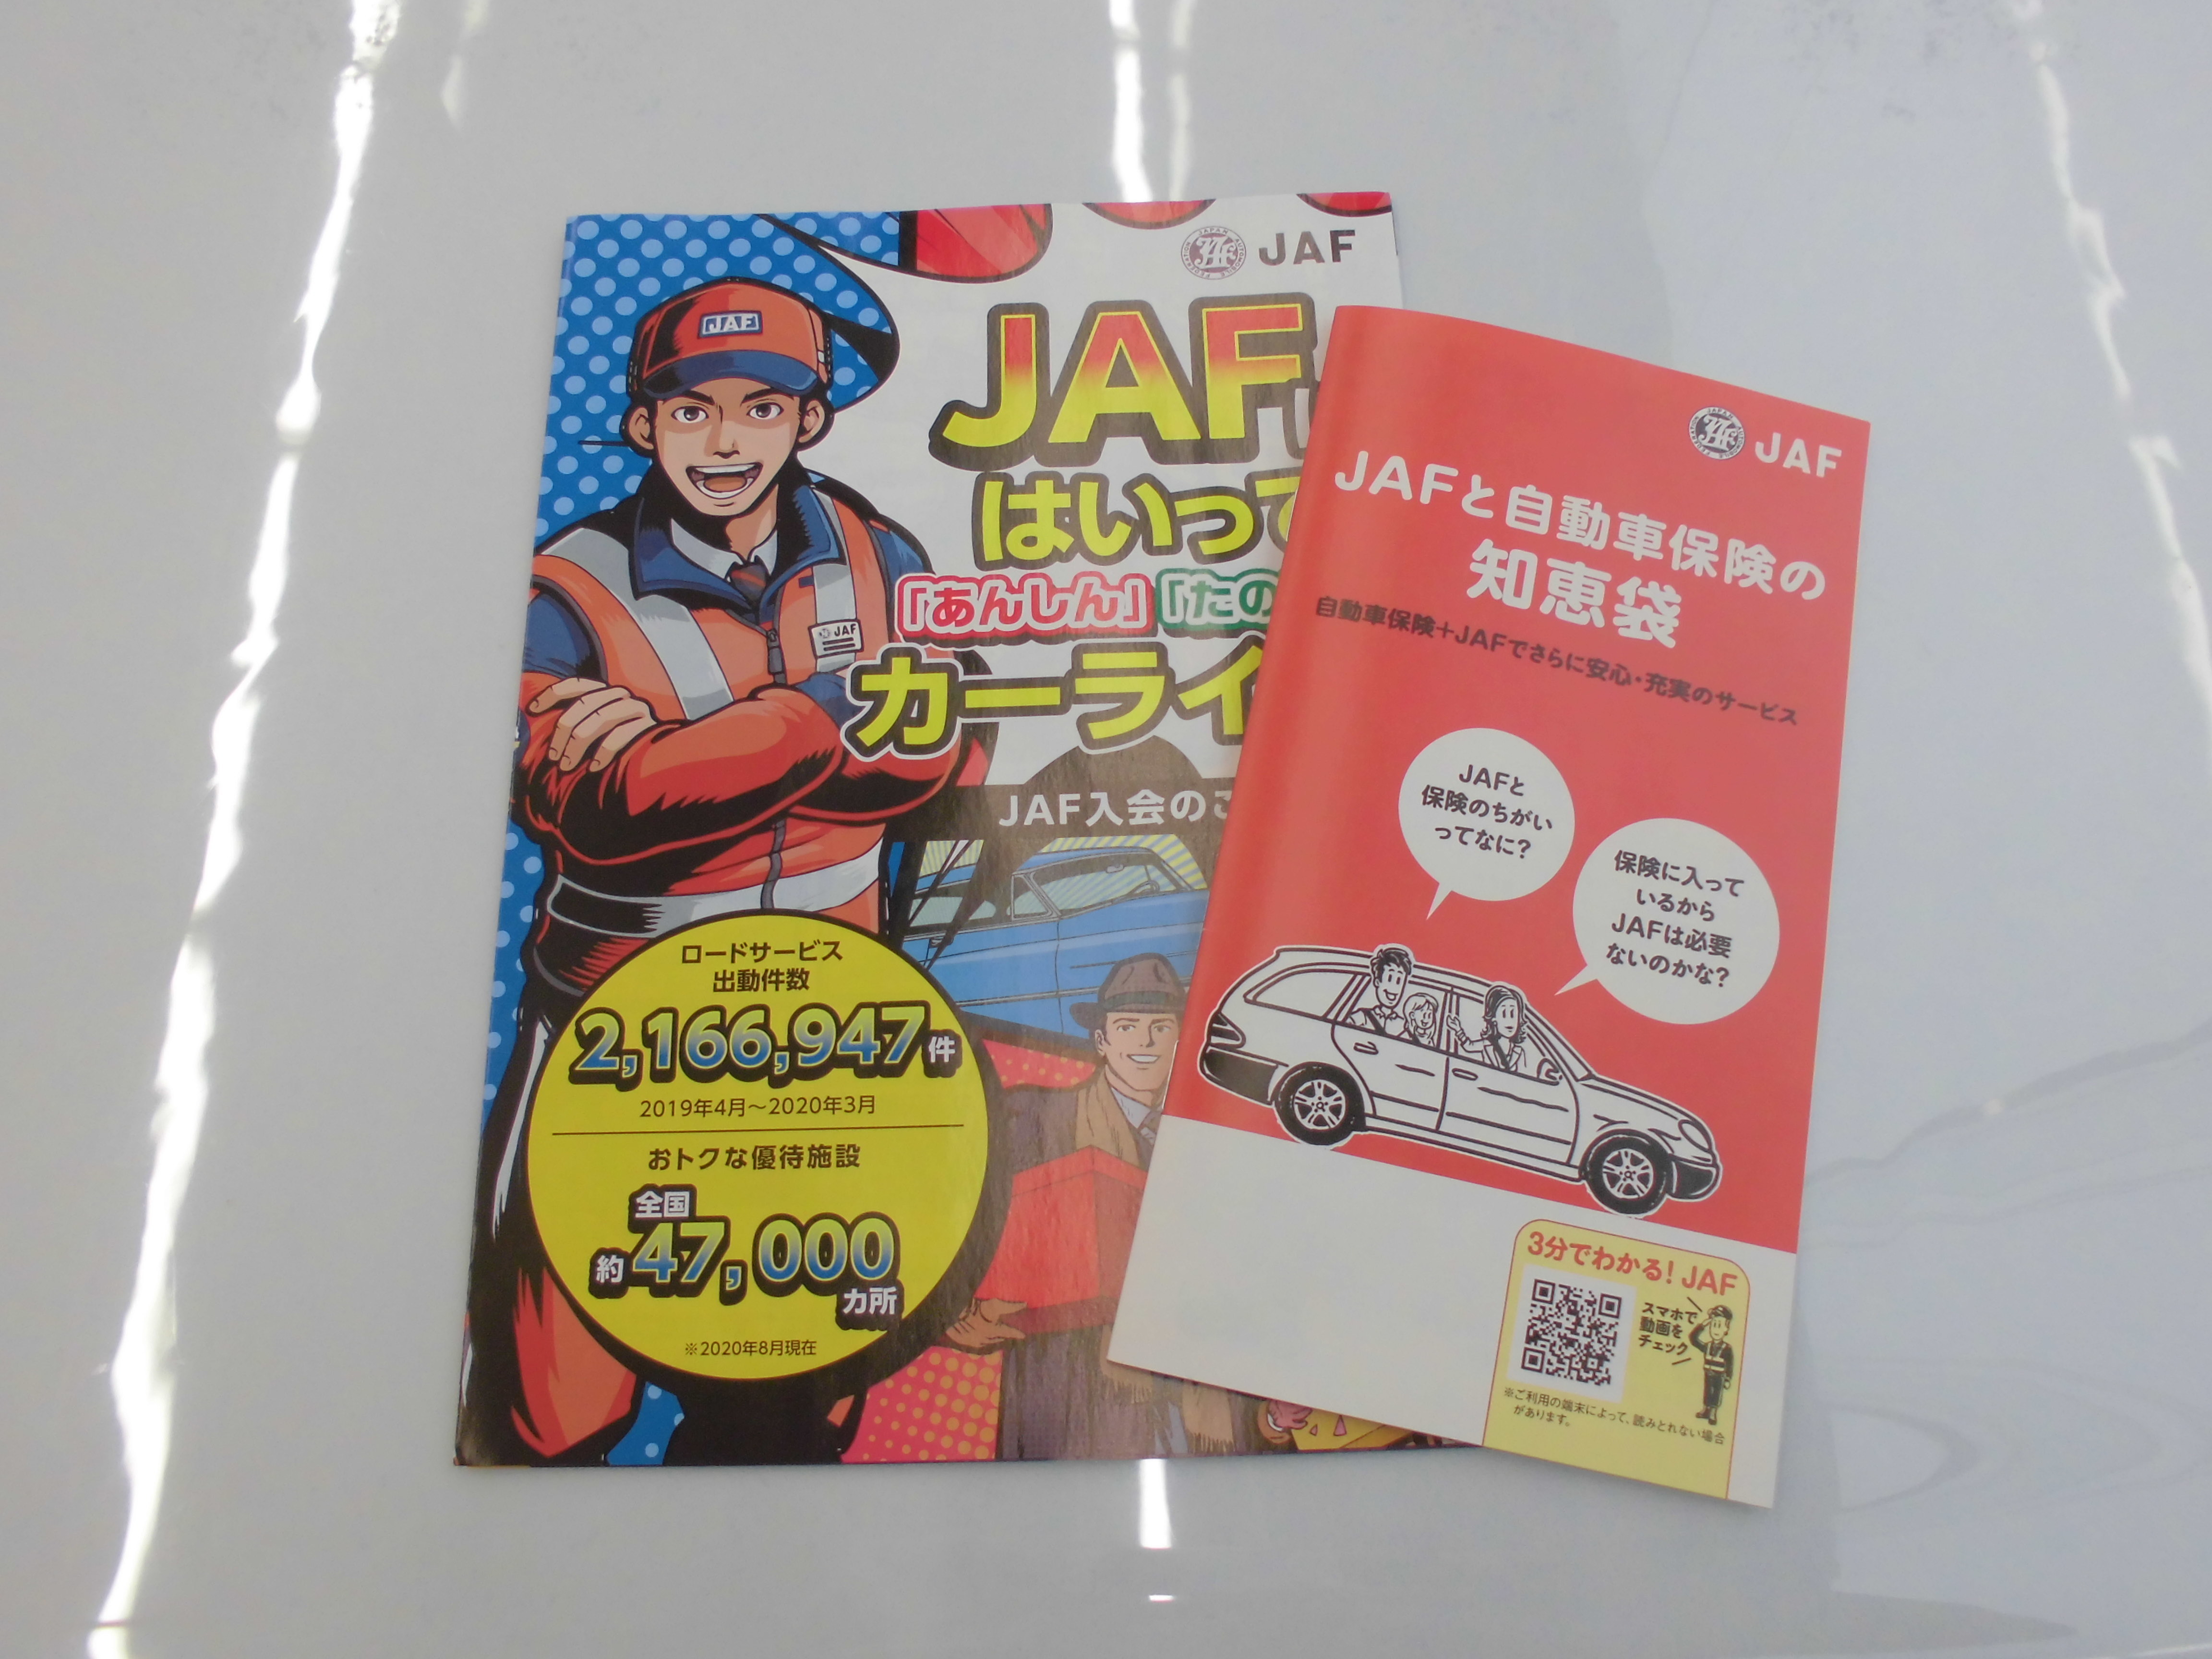 JAF
JAF
JAF
はいって
「あんしん」「たの
カーライ
JAF
JAF入会のご
ロードサービス
出動件数
2,166,947件
2019年4月～2020年3月
おトクな優待施設
全国
約47,000
カ所
※2020年8月現在
JAF
JAFと自動車保険の
知恵袋
自動車保険+JAFでさらに安心・充実のサービス
JAFと
保険のちがい
ってなに?
保険に入って
いるから
JAFは必要
ないのかな?
3分でわかる! JAF
スマホで
動画を
チェック
※ご利用の端末によって、読みとれない場合
があります。